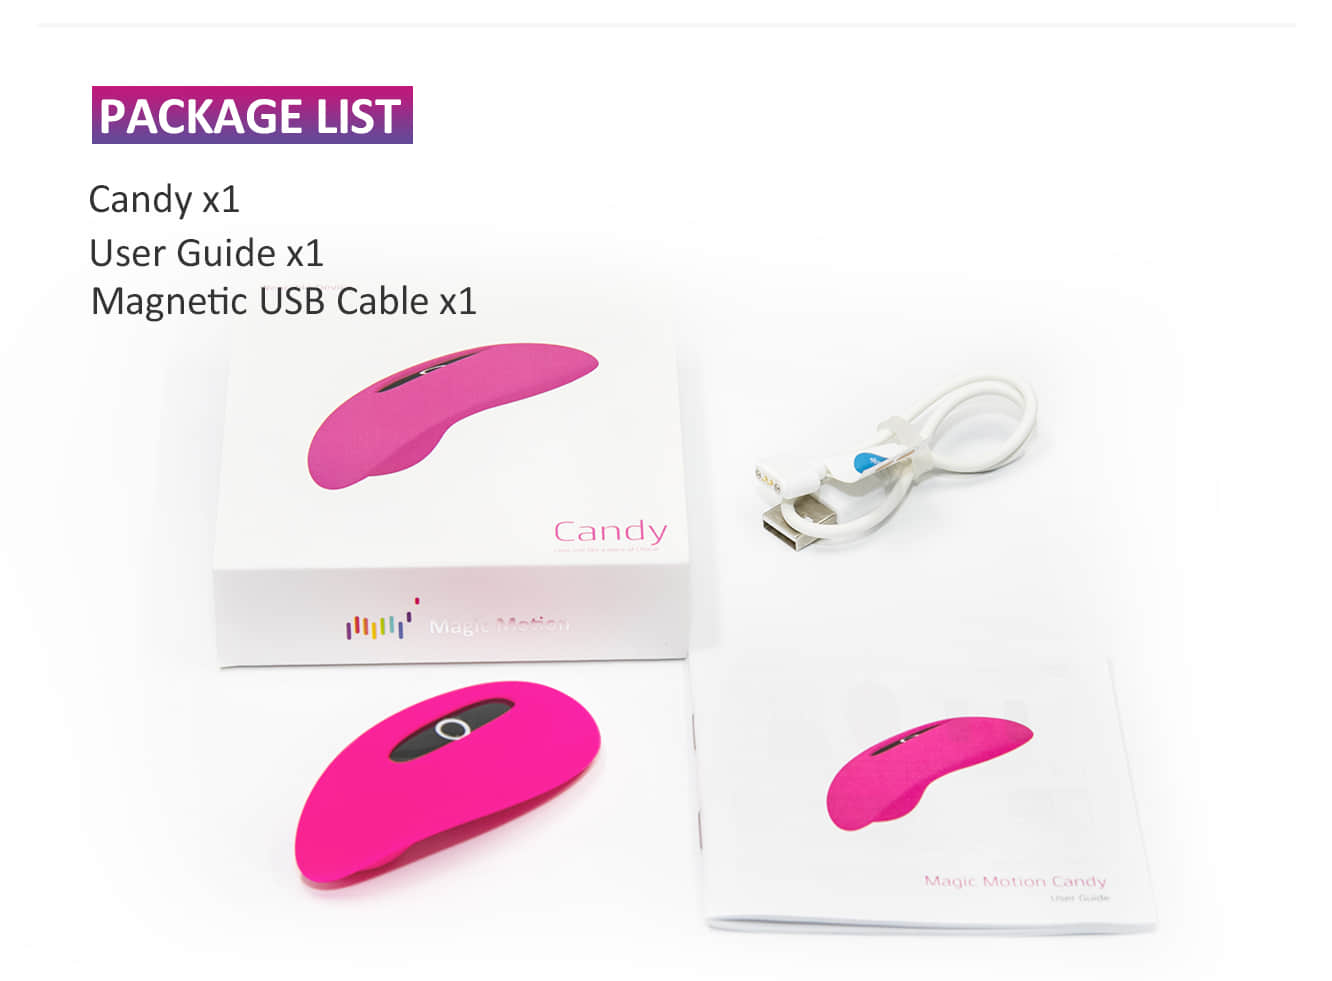 PACKAGE LIST
Candy x1
User Guide x1
Magnetic USB Cable x1
Candy
Magic Motion
Magic Motion Candy
User Guide